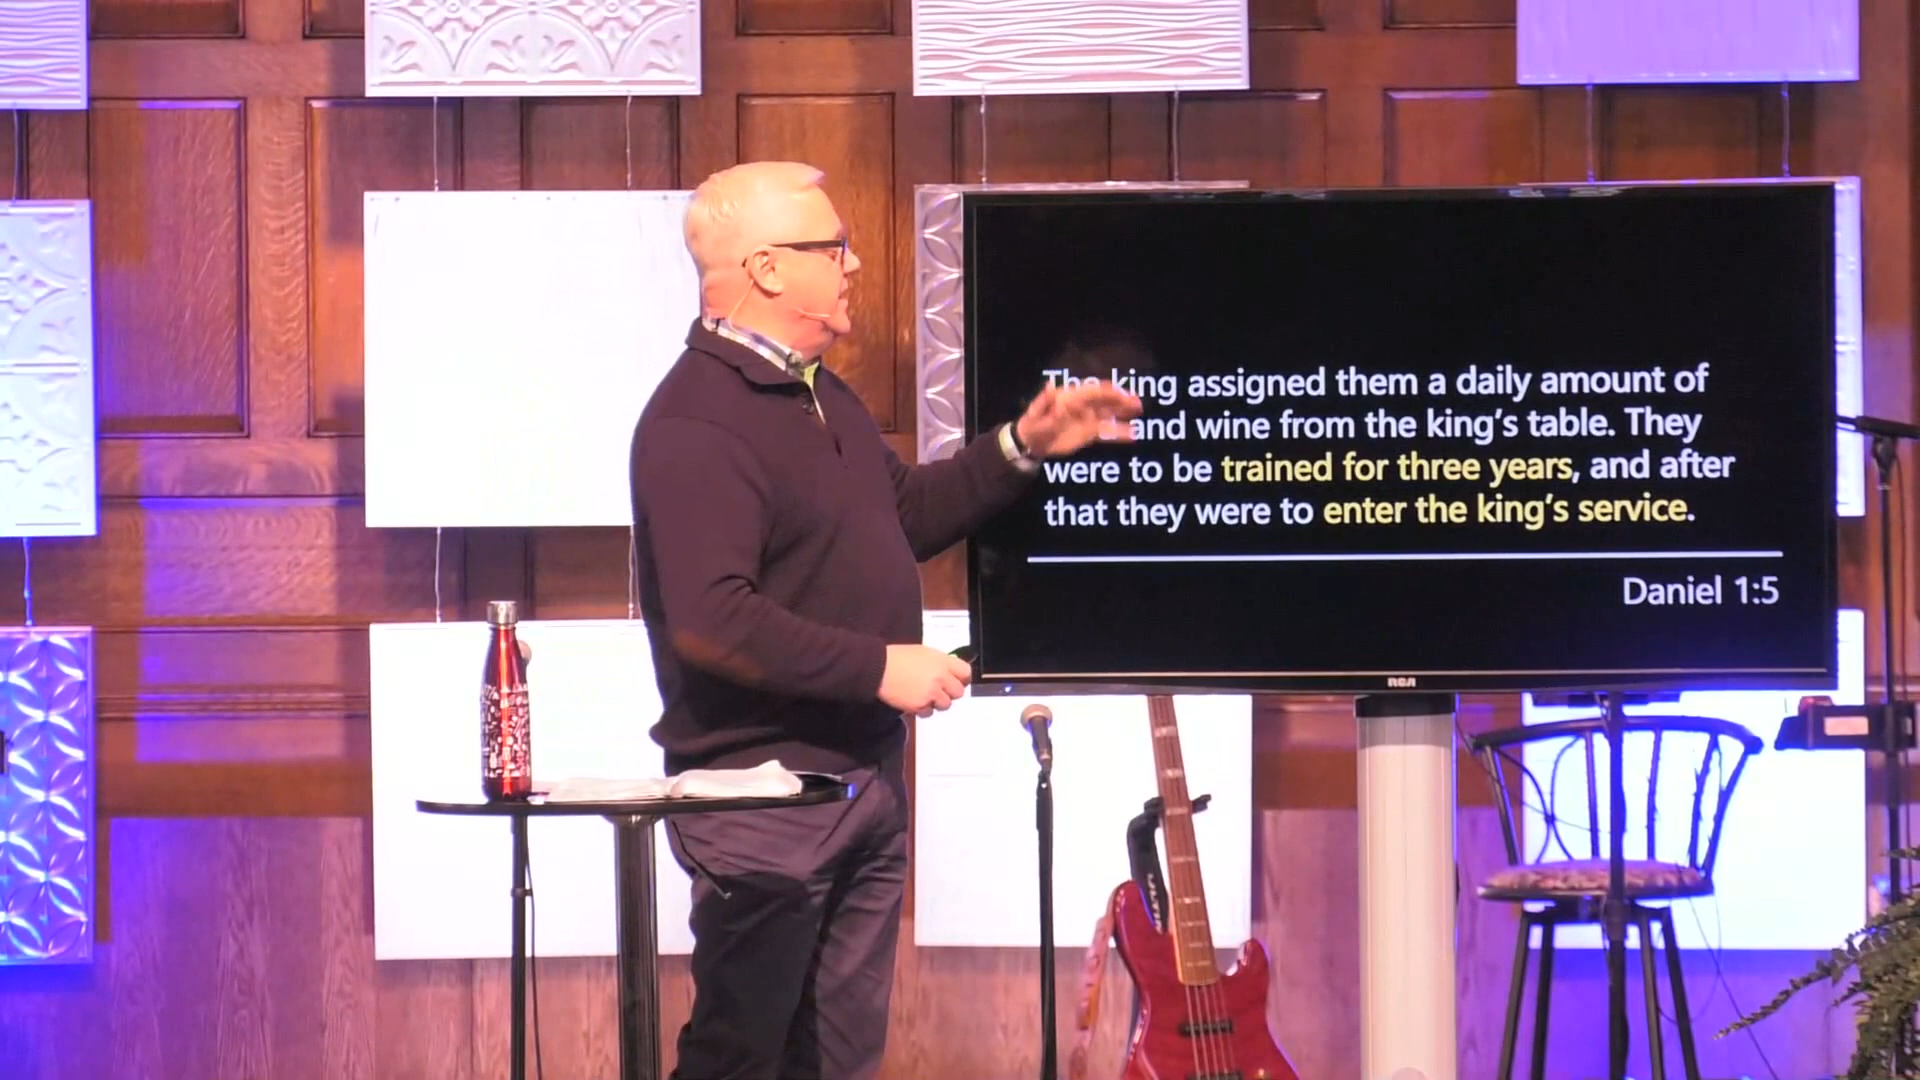 The king assigned them a daily amount of
and wine from the king's table. They
were to be trained for three years, and after
that they were to enter the king's service.
Daniel 1:5
RCA